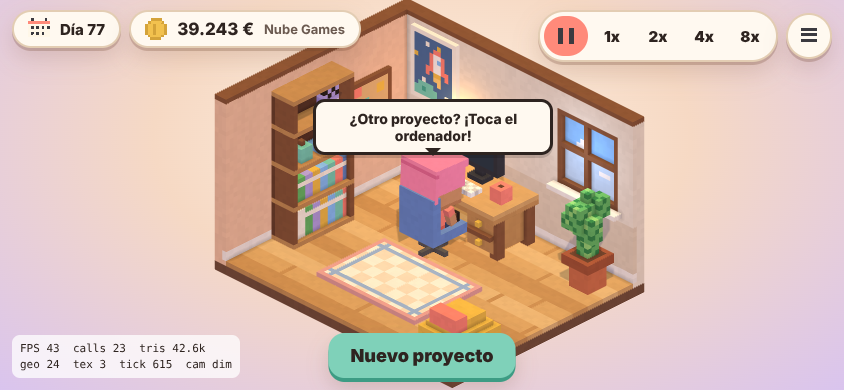 Día 77
39.243 € Nube Games
1x 2x 4x 8x
¿Otro proyecto? ¡Toca el
ordenador!
Nuevo proyecto
FPS 43 calls 23 tris 42.6k
geo 24 tex 3 tick 615 cam dim